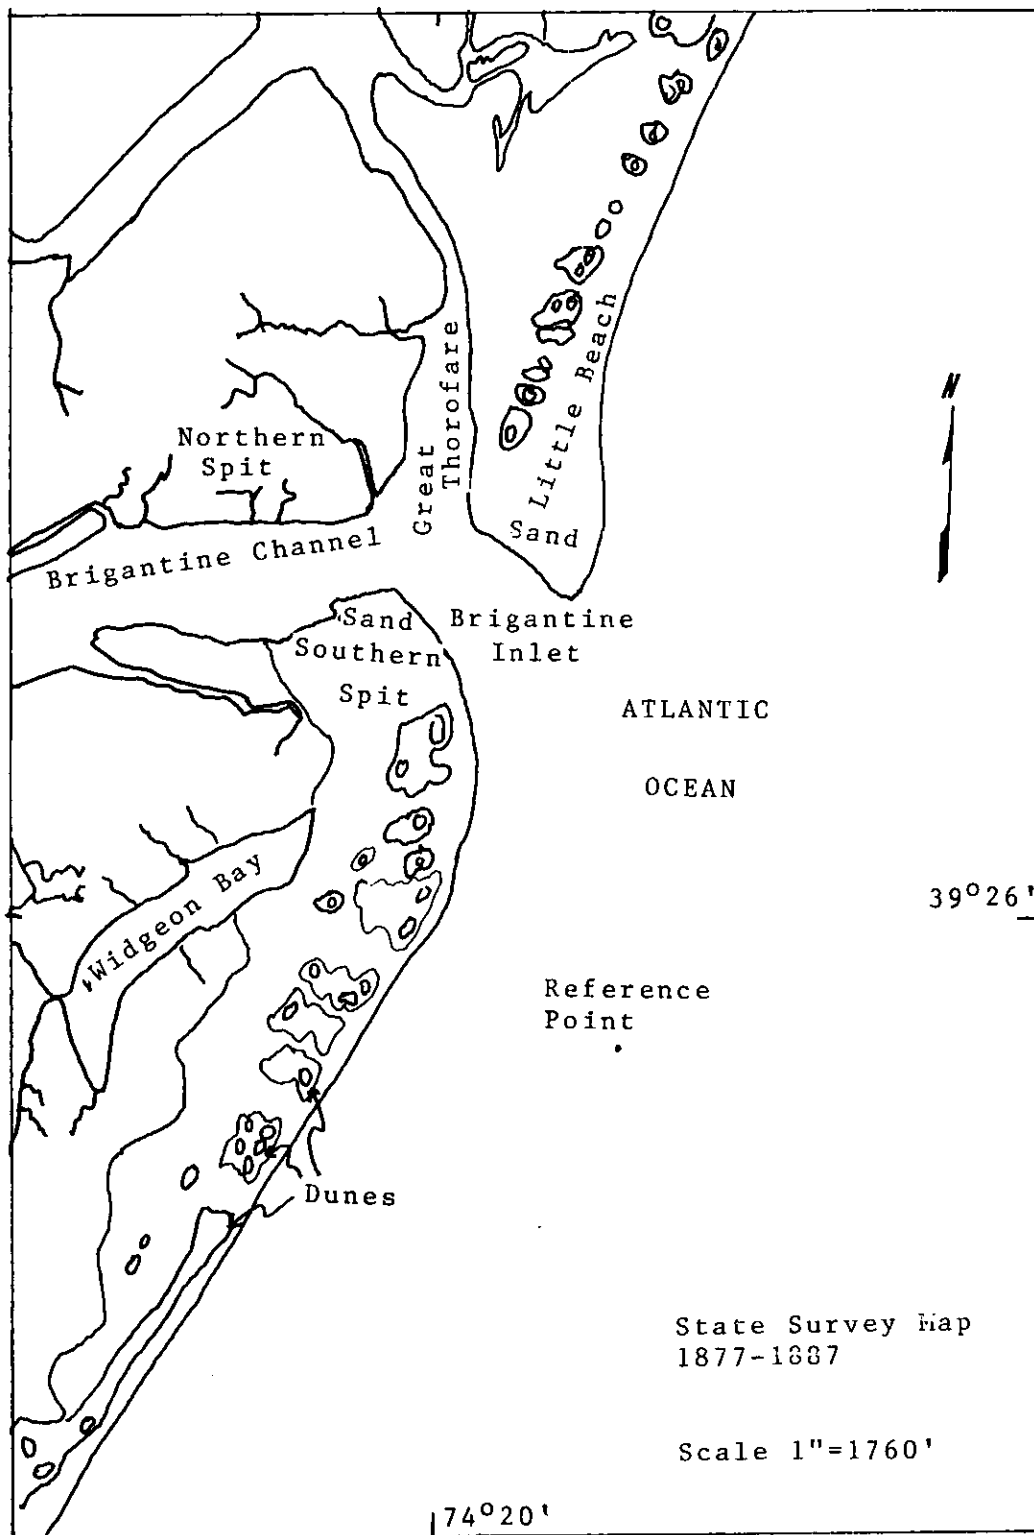 Little Beach
Great
Thorofare
N
Northern
Spit
Sand
Brigantine Channel
Sand
Southern
Spit
Brigantine
Inlet
ATLANTIC
OCEAN
Widgeon Bay
39°26'
Reference
Point
Dunes
State Survey Map
1877-1887
Scale 1"=1760'
74°20'